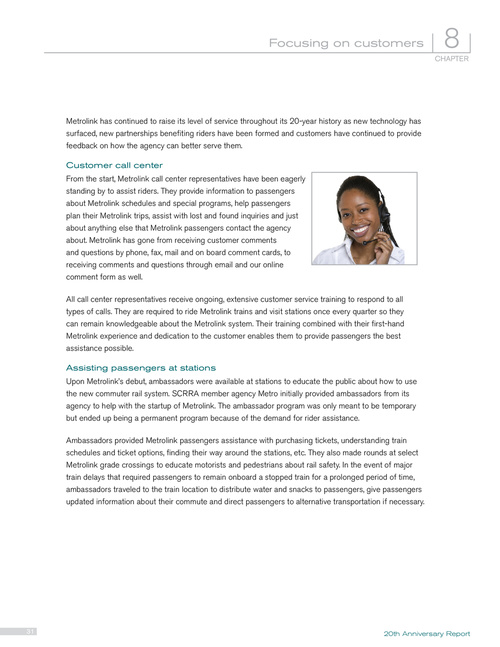 Focusing on customers
8
CHAPTER
Metrolink has continued to raise its level of service throughout its 20-year history as new technology has
surfaced, new partnerships benefiting riders have been formed and customers have continued to provide
feedback on how the agency can better serve them.
Customer call center
From the start, Metrolink call center representatives have been eagerly
standing by to assist riders. They provide information to passengers
about Metrolink schedules and special programs, help passengers
plan their Metrolink trips, assist with lost and found inquiries and just
about anything else that Metrolink passengers contact the agency
about. Metrolink has gone from receiving customer comments
and questions by phone, fax, mail and on board comment cards, to
receiving comments and questions through email and our online
comment form as well.
All call center representatives receive ongoing, extensive customer service training to respond to all
types of calls. They are required to ride Metrolink trains and visit stations once every quarter so they
can remain knowledgeable about the Metrolink system. Their training combined with their first-hand
Metrolink experience and dedication to the customer enables them to provide passengers the best
assistance possible.
Assisting passengers at stations
Upon Metrolink's debut, ambassadors were available at stations to educate the public about how to use
the new commuter rail system. SCRRA member agency Metro initially provided ambassadors from its
agency to help with the startup of Metrolink. The ambassador program was only meant to be temporary
but ended up being a permanent program because of the demand for rider assistance.
Ambassadors provided Metrolink passengers assistance with purchasing tickets, understanding train
schedules and ticket options, finding their way around the stations, etc. They also made rounds at select
Metrolink grade crossings to educate motorists and pedestrians about rail safety. In the event of major
train delays that required passengers to remain onboard a stopped train for a prolonged period of time,
ambassadors traveled to the train location to distribute water and snacks to passengers, give passengers
updated information about their commute and direct passengers to alternative transportation if necessary.
31
20th Anniversary Report